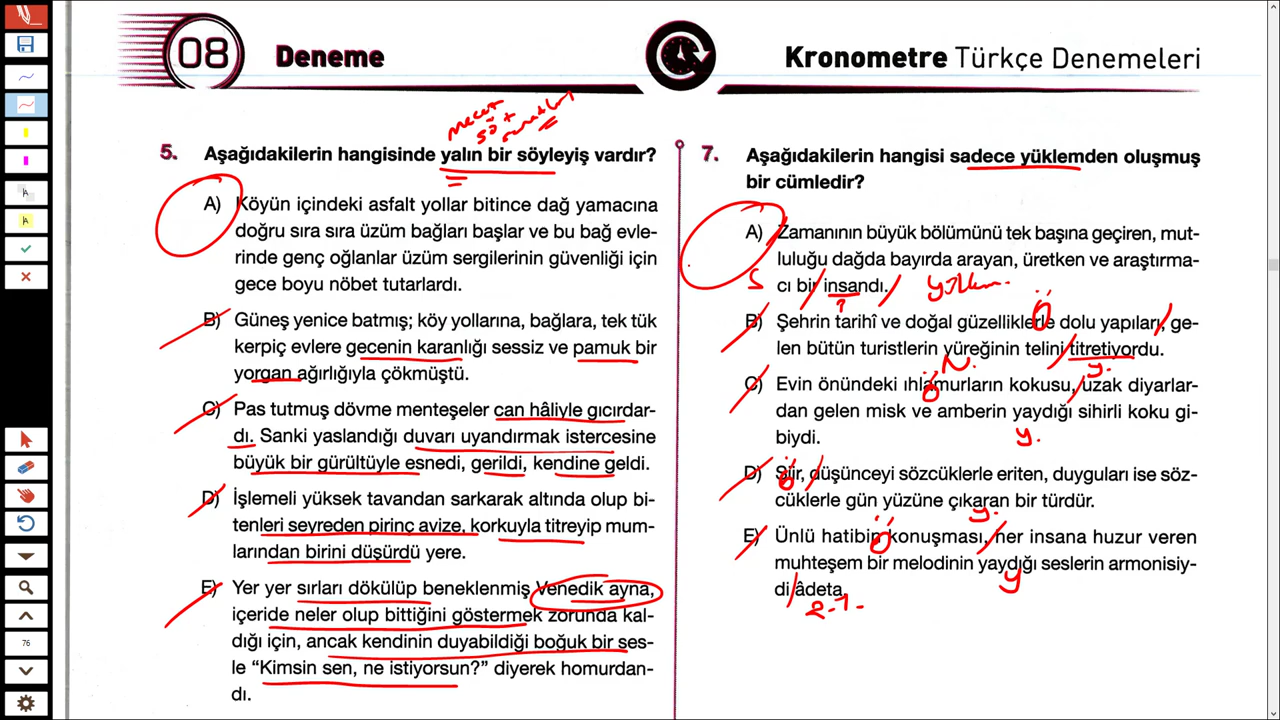 08
Deneme
Kronometre Türkçe Denemeleri
mecaz
söz
sanatları
5. Aşağıdakilerin hangisinde yalın bir söyleyiş vardır?
A) Köyün içindeki asfalt yollar bitince dağ yamacına
doğru sıra sıra üzüm bağları başlar ve bu bağ evle-
rinde genç oğlanlar üzüm sergilerinin güvenliği için
gece boyu nöbet tutarlardı.
B) Güneş yenice batmış; köy yollarına, bağlara, tek tük
kerpiç evlere gecenin karanlığı sessiz ve pamuk bir
yorgan ağırlığıyla çökmüştü.
C) Pas tutmuş dövme menteşeler can hâliyle gıcırdar-
dı. Sanki yaslandığı duvarı uyandırmak istercesine
büyük bir gürültüyle esnedi, gerildi, kendine geldi.
D) İşlemeli yüksek tavandan sarkarak altında olup bi-
tenleri seyreden pirinç avize, korkuyla titreyip mum-
larından birini düşürdü yere.
E) Yer yer sırları dökülüp beneklenmiş Venedik ayna,
içeride neler olup bittiğini göstermek zorunda kal-
dığı için, ancak kendinin duyabildiği boğuk bir ses-
le “Kimsin sen, ne istiyorsun?” diyerek homurdan-
dı.
7. Aşağıdakilerin hangisi sadece yüklemden oluşmuş
bir cümledir?
A) Zamanının büyük bölümünü tek başına geçiren, mut-
luluğu dağda bayırda arayan, üretken ve araştırma-
cı bir insandı.
yüklem
?
B) Şehrin tarihî ve doğal güzelliklerle dolu yapıları, ge-
len bütün turistlerin yüreğinin telini titretiyordu.
Ö
N.
y.
C) Evin önündeki ıhlamurların kokusu, uzak diyarlar-
dan gelen misk ve amberin yaydığı sihirli koku gi-
biydi.
Ö
y.
D) Şiir, düşünceyi sözcüklerle eriten, duyguları ise söz-
cüklerle gün yüzüne çıkaran bir türdür.
Ö
y.
E) Ünlü hatibin konuşması, her insana huzur veren
muhteşem bir melodinin yaydığı seslerin armonisiy-
di âdeta.
Ö
y
z.t.
76